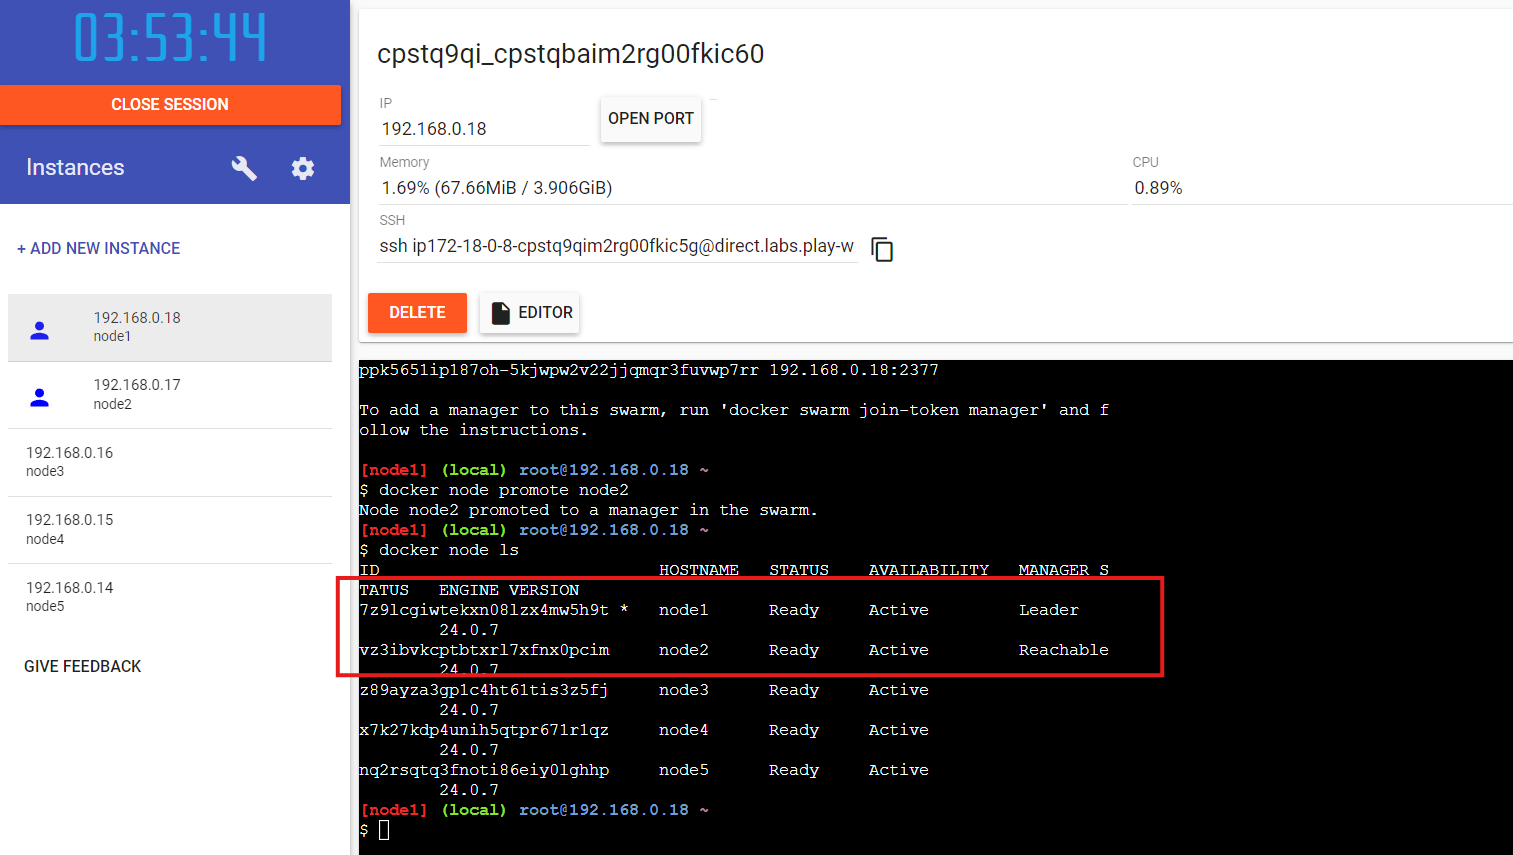 03:53:44
CLOSE SESSION
Instances
+ ADD NEW INSTANCE
192.168.0.18
node1
192.168.0.17
node2
192.168.0.16
node3
192.168.0.15
node4
192.168.0.14
node5
GIVE FEEDBACK
cpstq9qi_cpstqbaim2rg00fkic60
IP
192.168.0.18
OPEN PORT
Memory
1.69% (67.66MiB / 3.906GiB)
CPU
0.89%
SSH
ssh ip172-18-0-8-cpstq9qim2rg00fkic5g@direct.labs.play-w
DELETE
EDITOR
ppk5651ip187oh-5kjwpw2v22jjqmqr3fuvwp7rr 192.168.0.18:2377
To add a manager to this swarm, run 'docker swarm join-token manager' and f
ollow the instructions.
[node1] (local) root@192.168.0.18 ~
$ docker node promote node2
Node node2 promoted to a manager in the swarm.
[node1] (local) root@192.168.0.18 ~
$ docker node ls
ID HOSTNAME STATUS AVAILABILITY MANAGER S
TATUS ENGINE VERSION
7z9lcgiwtekxn08lzx4mw5h9t * node1 Ready Active Leader
24.0.7
vz3ibvkcptbtxrl7xfnx0pcim node2 Ready Active Reachable
24.0.7
z89ayza3gp1c4ht61tis3z5fj node3 Ready Active
24.0.7
x7k27kdp4unih5qtpr671r1qz node4 Ready Active
24.0.7
nq2rsqtq3fnoti86eiy0lghhp node5 Ready Active
24.0.7
[node1] (local) root@192.168.0.18 ~
$